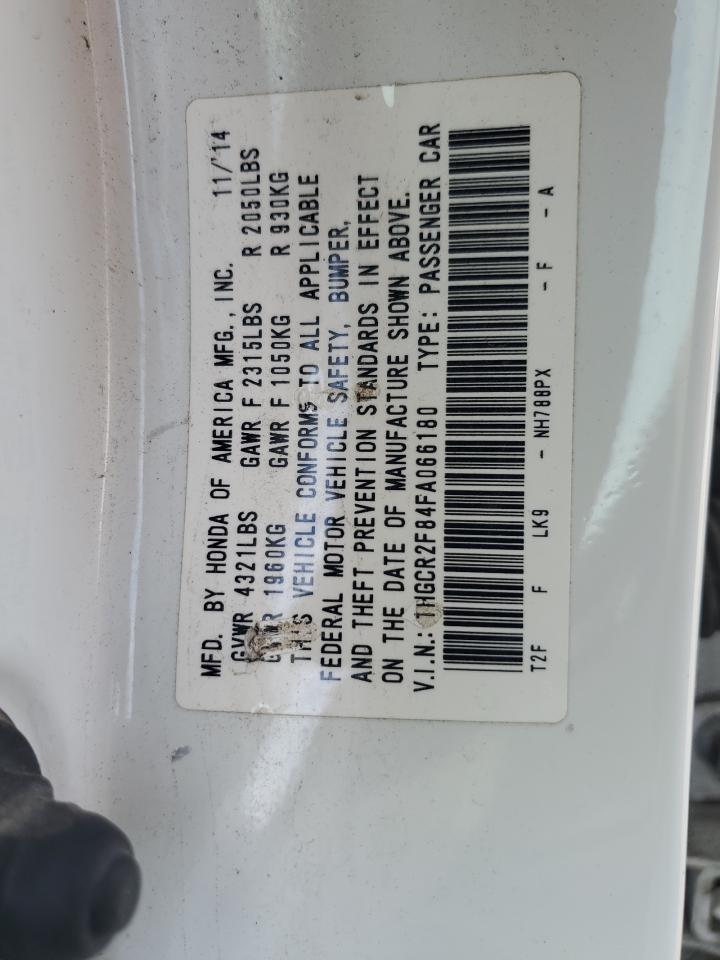 MFD. BY HONDA OF AMERICA MFG., INC. 11/'14
GVWR 4321LBS GAWR F 2315LBS R 2050LBS
GVWR 1960KG GAWR F 1050KG R 930KG
THIS VEHICLE CONFORMS TO ALL APPLICABLE
FEDERAL MOTOR VEHICLE SAFETY, BUMPER,
AND THEFT PREVENTION STANDARDS IN EFFECT
ON THE DATE OF MANUFACTURE SHOWN ABOVE.
V.I.N.: 1HGCR2F84FA066180 TYPE: PASSENGER CAR
T2F F LK9 - NH788PX - F - A